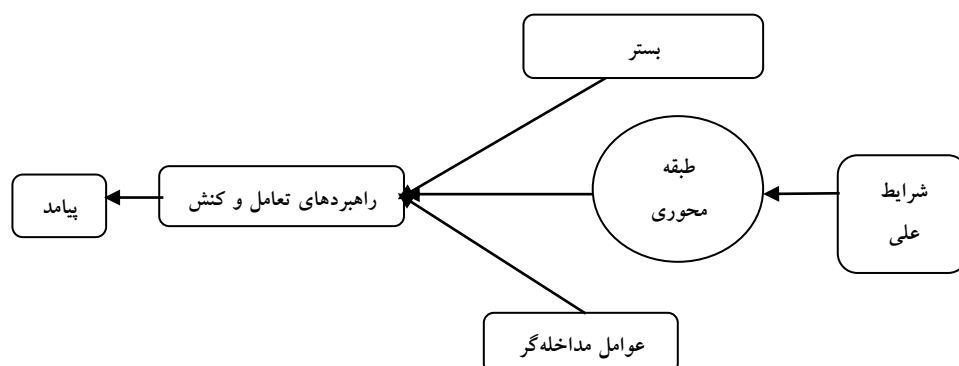 بستر
شرایط
علی
طبقه
محوری
راهبردهای تعامل و کنش
پیامد
عوامل مداخله‌گر